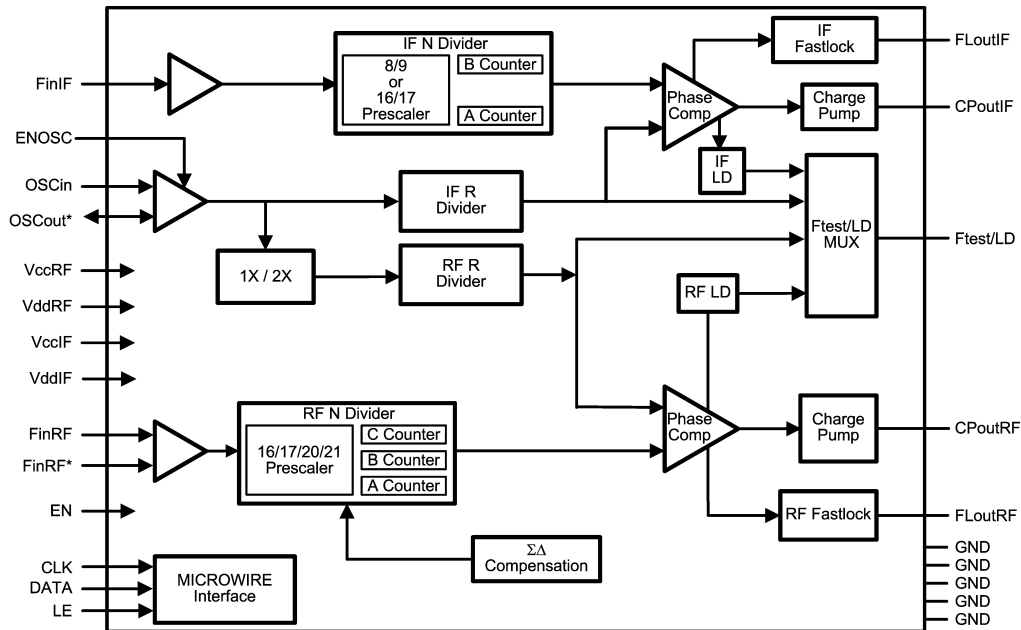 IF N Divider
8/9
or
16/17
Prescaler
B Counter
A Counter
IF
Fastlock
FLoutIF
FinIF
Phase
Comp
Charge
Pump
CPoutIF
ENOSC
IF
LD
OSCin
OSCout*
IF R
Divider
Ftest/LD
MUX
Ftest/LD
1X / 2X
RF R
Divider
RF LD
VccRF
VddRF
VccIF
VddIF
RF N Divider
16/17/20/21
Prescaler
C Counter
B Counter
A Counter
FinRF
FinRF*
Phase
Comp
Charge
Pump
CPoutRF
EN
RF Fastlock
FLoutRF
ΣΔ
Compensation
CLK
DATA
LE
MICROWIRE
Interface
GND
GND
GND
GND
GND